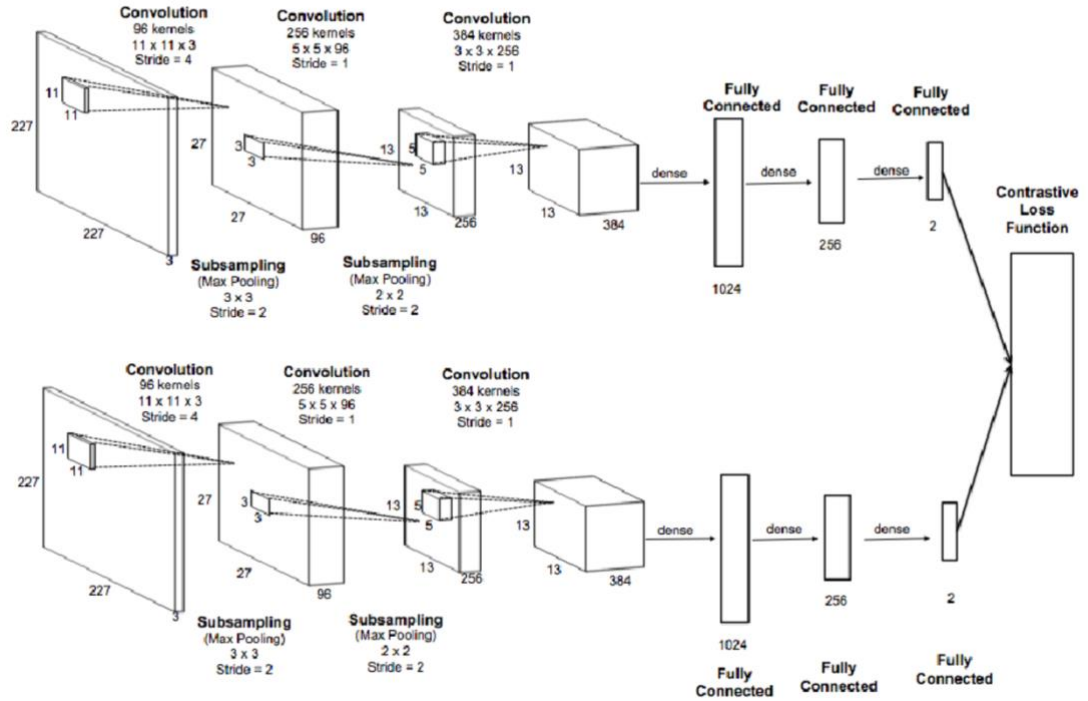 Convolution
96 kernels
11 x 11 x 3
Stride = 4
Convolution
256 kernels
5 x 5 x 96
Stride = 1
Convolution
384 kernels
3 x 3 x 256
Stride = 1
11
11
227
227
3
3
3
27
27
96
5
5
13
13
256
13
13
384
Subsampling
(Max Pooling)
3 x 3
Stride = 2
Subsampling
(Max Pooling)
2 x 2
Stride = 2
dense
Fully
Connected
1024
dense
Fully
Connected
256
dense
Fully
Connected
2
Contrastive
Loss
Function
Convolution
96 kernels
11 x 11 x 3
Stride = 4
Convolution
256 kernels
5 x 5 x 96
Stride = 1
Convolution
384 kernels
3 x 3 x 256
Stride = 1
11
11
227
227
3
3
3
27
27
96
5
5
13
13
256
13
13
384
Subsampling
(Max Pooling)
3 x 3
Stride = 2
Subsampling
(Max Pooling)
2 x 2
Stride = 2
dense
1024
Fully
Connected
dense
256
Fully
Connected
dense
2
Fully
Connected